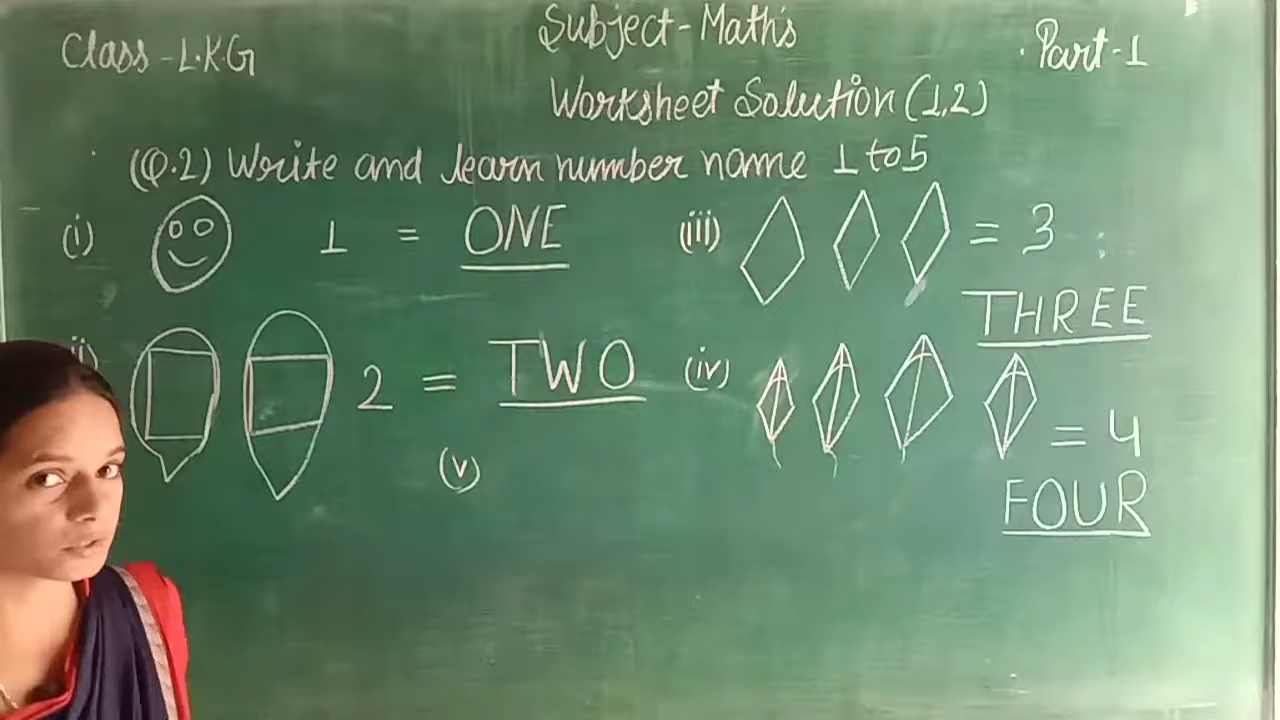 Class - L.K.G
Subject - Maths
Part - 1
Worksheet Solution (1,2)
(Q.2) Write and learn number name 1 to 5
(i) 1 = ONE
(ii) 2 = TWO
(iii) = 3
THREE
(iv) = 4
FOUR
(v)